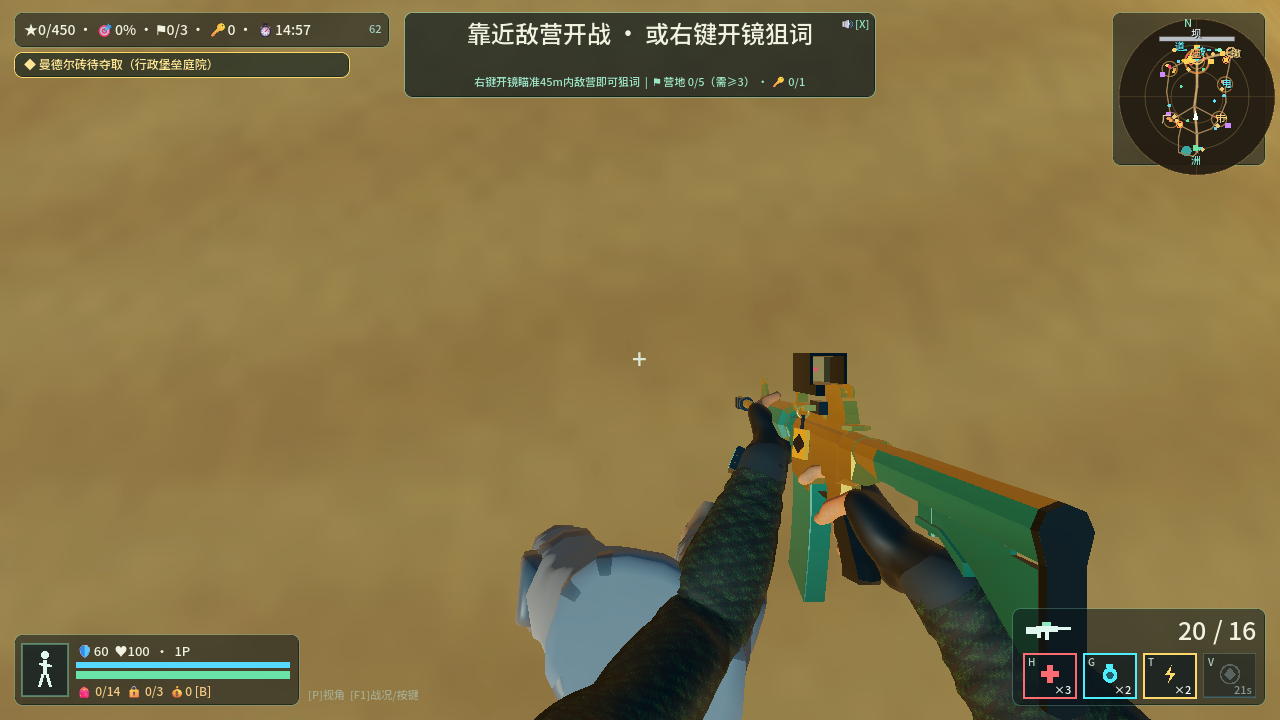 ★0/450 · 🎯0% · ⚑0/3 · 🔑0 · ⏱14:57 62
◆曼德尔砖待夺取（行政堡垒庭院）
靠近敌营开战 · 或右键开镜狙词
🔊[X]
右键开镜瞄准45m内敌营即可狙词 | ⚑营地 0/5（需≥3） · 🔑 0/1
N
坝
道
市
洲
+
60 ♥100 · 1P
0/14 0/3 0 [B]
[P]视角 [F1]战况/按键
20 / 16
H ×3
G ×2
T ×2
V 21s